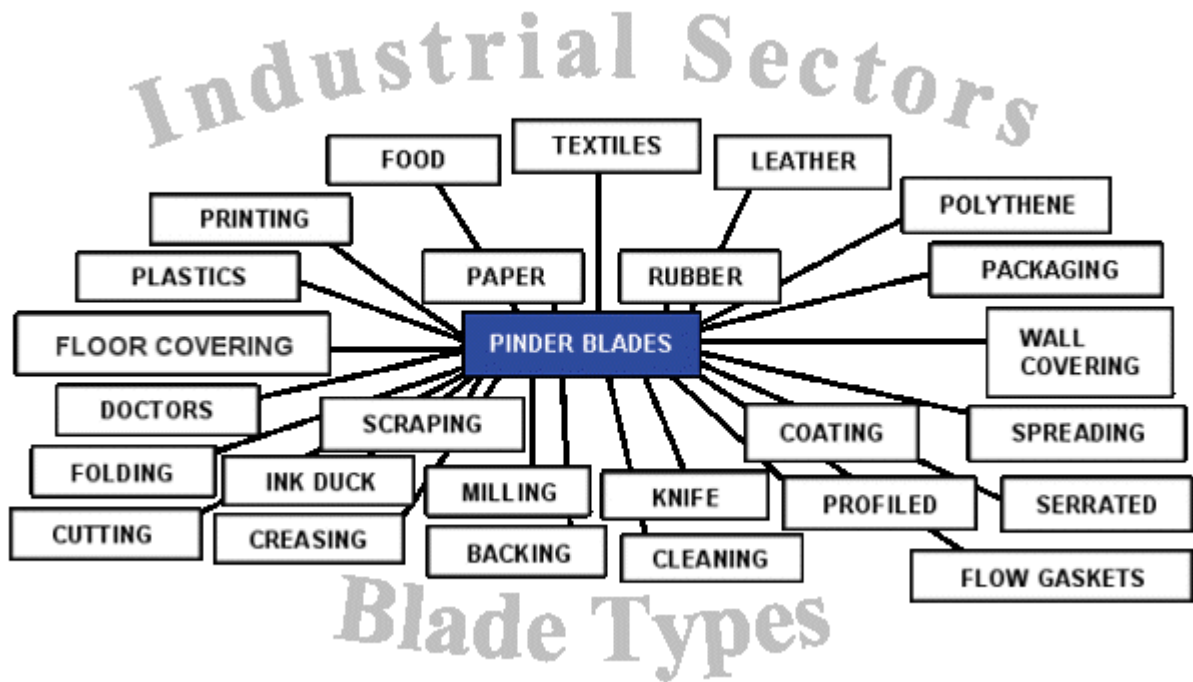 Industrial Sectors
FOOD
TEXTILES
LEATHER
PRINTING
POLYTHENE
PLASTICS
PAPER
RUBBER
PACKAGING
FLOOR COVERING
PINDER BLADES
WALL
COVERING
DOCTORS
SCRAPING
COATING
SPREADING
FOLDING
INK DUCK
MILLING
KNIFE
PROFILED
SERRATED
CUTTING
CREASING
BACKING
CLEANING
FLOW GASKETS
Blade Types